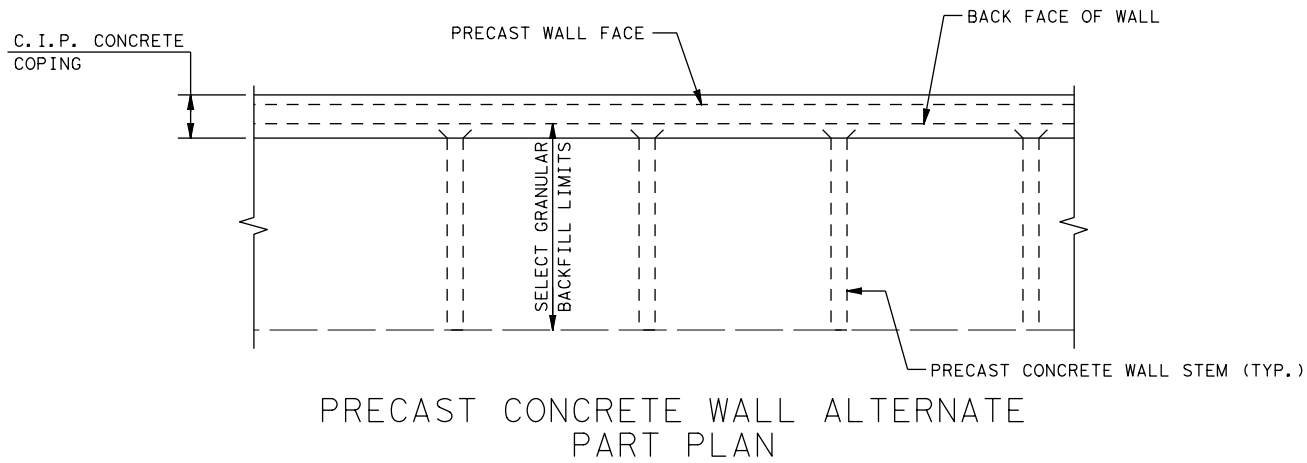 C.I.P. CONCRETE
COPING
PRECAST WALL FACE
BACK FACE OF WALL
SELECT GRANULAR
BACKFILL LIMITS
PRECAST CONCRETE WALL STEM (TYP.)
PRECAST CONCRETE WALL ALTERNATE
PART PLAN